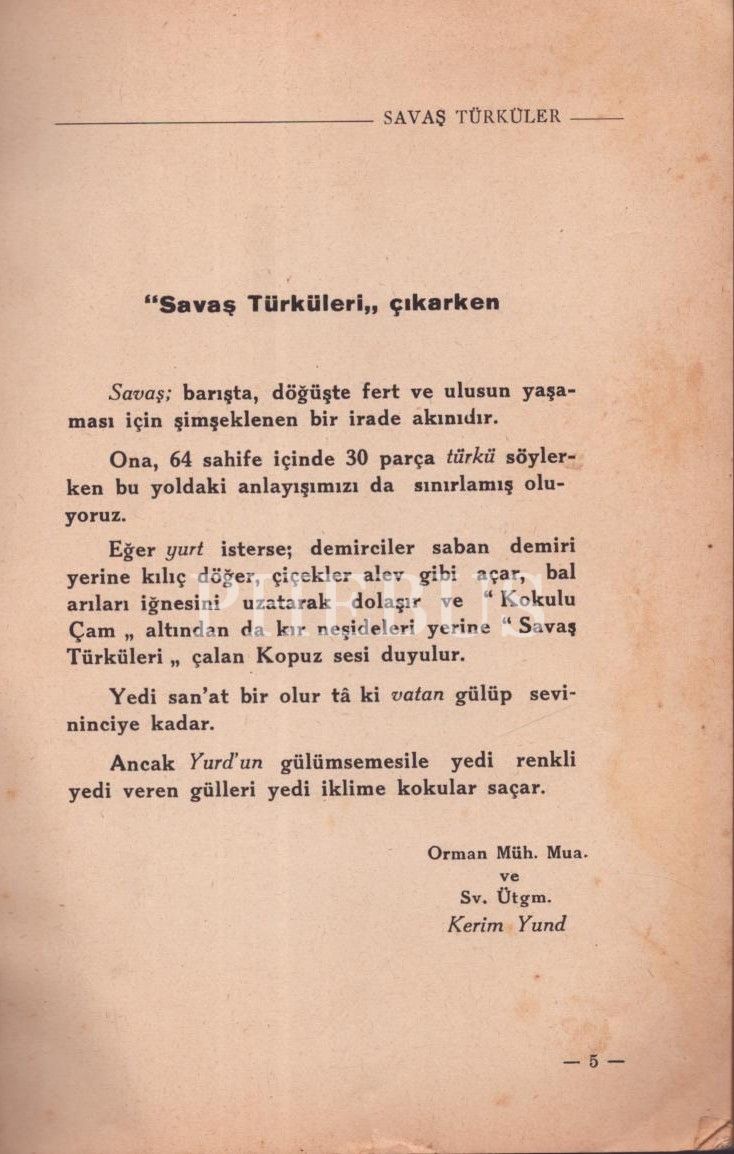 SAVAŞ TÜRKÜLER
“Savaş Türküleri„ çıkarken
Savaş; barışta, döğüşte fert ve ulusun yaşa-
ması için şimşeklenen bir irade akınıdır.
Ona, 64 sahife içinde 30 parça türkü söyler-
ken bu yoldaki anlayışımızı da sınırlamış olu-
yoruz.
Eğer yurt isterse; demirciler saban demiri
yerine kılıç döğer, çiçekler alev gibi açar, bal
arıları iğnesini uzatarak dolaşır ve “ Kokulu
Çam „ altından da kır neşideleri yerine “ Savaş
Türküleri „ çalan Kopuz sesi duyulur.
Yedi san'at bir olur tâ ki vatan gülüp sevi-
ninciye kadar.
Ancak Yurd'un gülümsemesile yedi renkli
yedi veren gülleri yedi iklime kokular saçar.
Orman Müh. Mua.
ve
Sv. Ütgm.
Kerim Yund
— 5 —